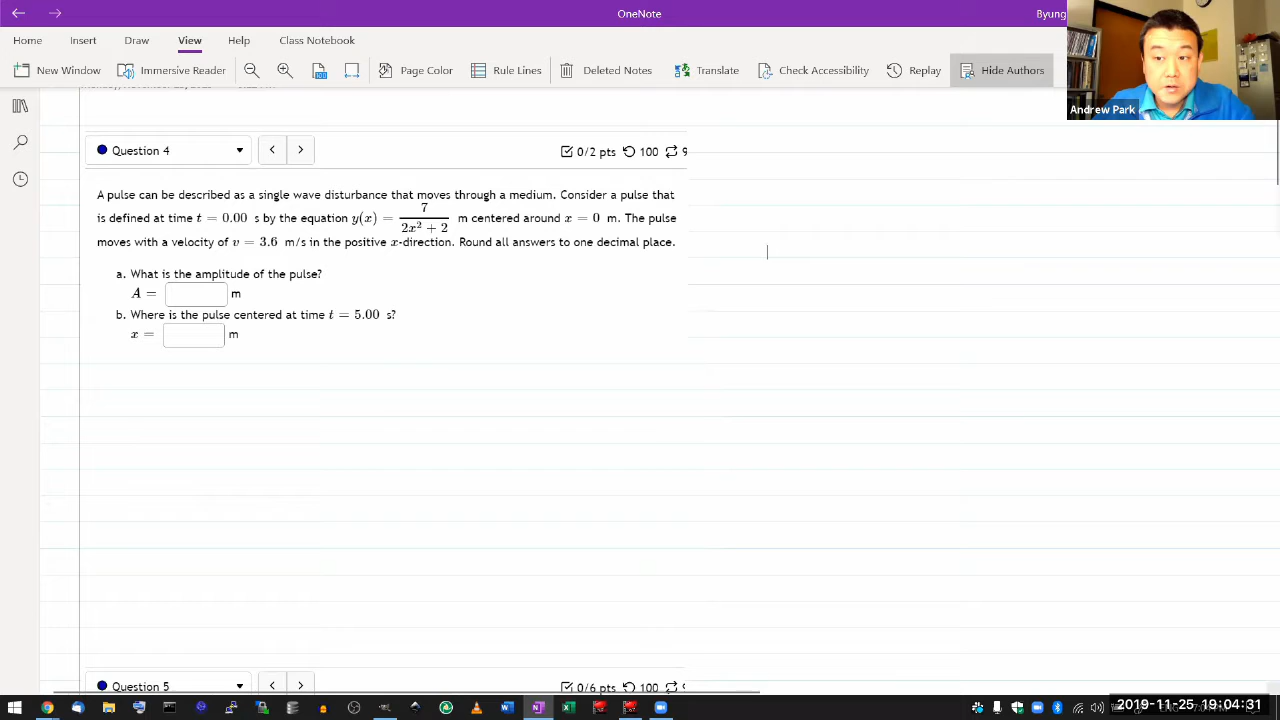 OneNote
Byung
Home Insert Draw View Help Class Notebook
New Window Immersive Reader Page Color Rule Lines Deleted Notes Translate Check Accessibility Replay Hide Authors
Andrew Park
Question 4 0/2 pts 100 9
A pulse can be described as a single wave disturbance that moves through a medium. Consider a pulse that
is defined at time t = 0.00 s by the equation y(x) = 7 / (2x² + 2) m centered around x = 0 m. The pulse
moves with a velocity of v = 3.6 m/s in the positive x-direction. Round all answers to one decimal place.
a. What is the amplitude of the pulse?
A = m
b. Where is the pulse centered at time t = 5.00 s?
x = m
Question 5 0/6 pts 100
2019-11-25 19:04:31